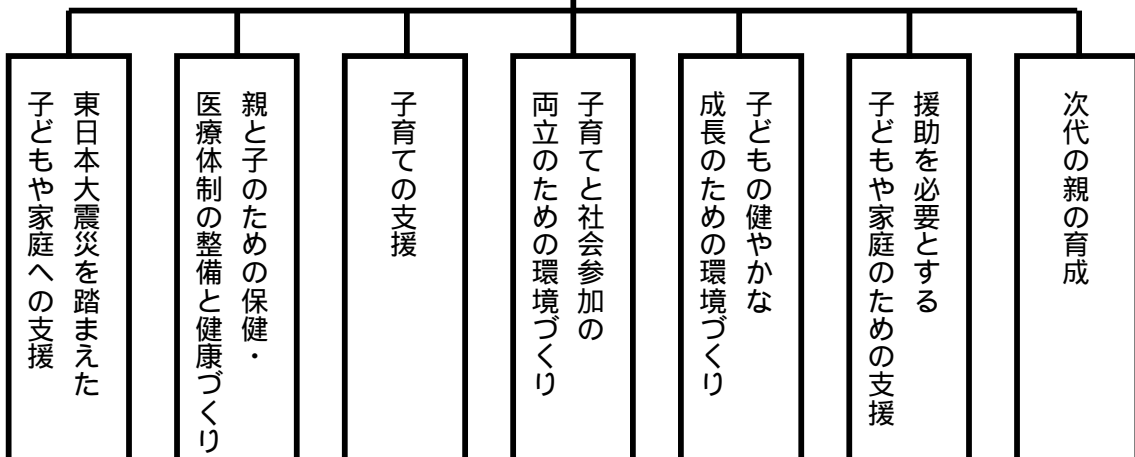 東日本大震災を踏まえた
子どもや家庭への支援
親と子のための保健・
医療体制の整備と健康づくり
子育ての支援
子育てと社会参加の
両立のための環境づくり
子どもの健やかな
成長のための環境づくり
援助を必要とする
子どもや家庭のための支援
次代の親の育成